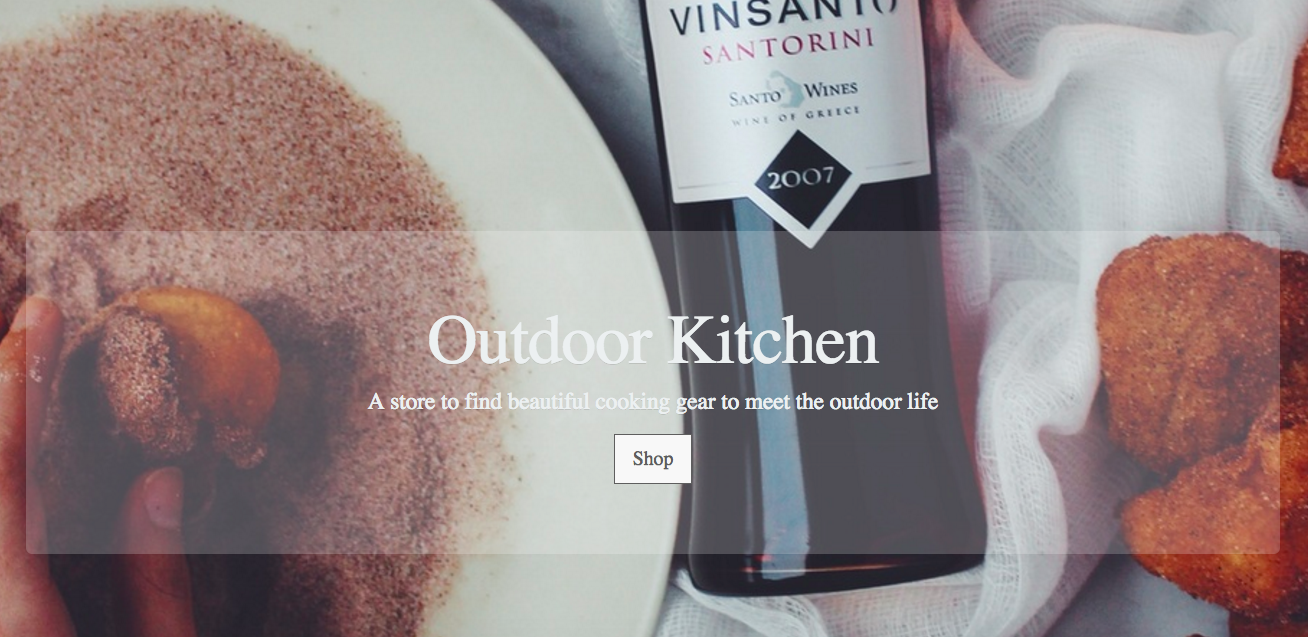 VINSANTO
SANTORINI
SANTO WINES
WINE OF GREECE
2007
Outdoor Kitchen
A store to find beautiful cooking gear to meet the outdoor life
Shop